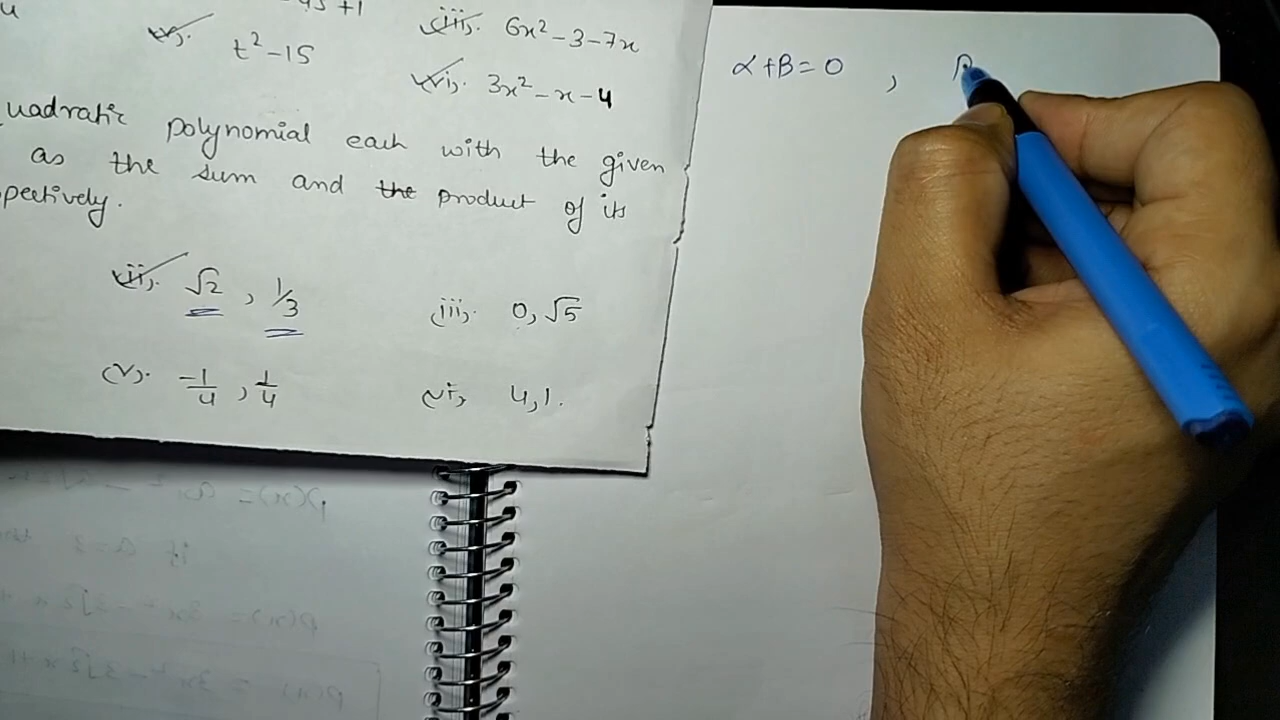 +1
(iii). 6x² – 3 – 7x
(v). t² – 15
(vi). 3x² – x – 4
uadratic polynomial each with the given
as the sum and the product of its
pectively.
(ii). √2 , 1/3
(iii). 0, √5
(v). -1/4 , 1/4
(vi), 4, 1.
α + β = 0 ,